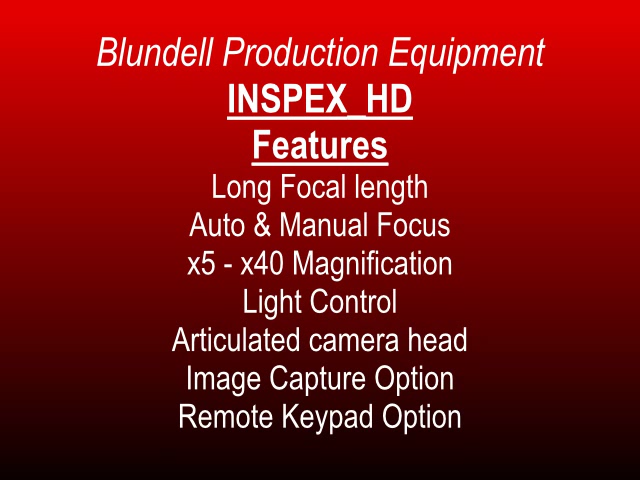 Blundell Production Equipment
INSPEX_HD
Features
Long Focal length
Auto & Manual Focus
x5 - x40 Magnification
Light Control
Articulated camera head
Image Capture Option
Remote Keypad Option